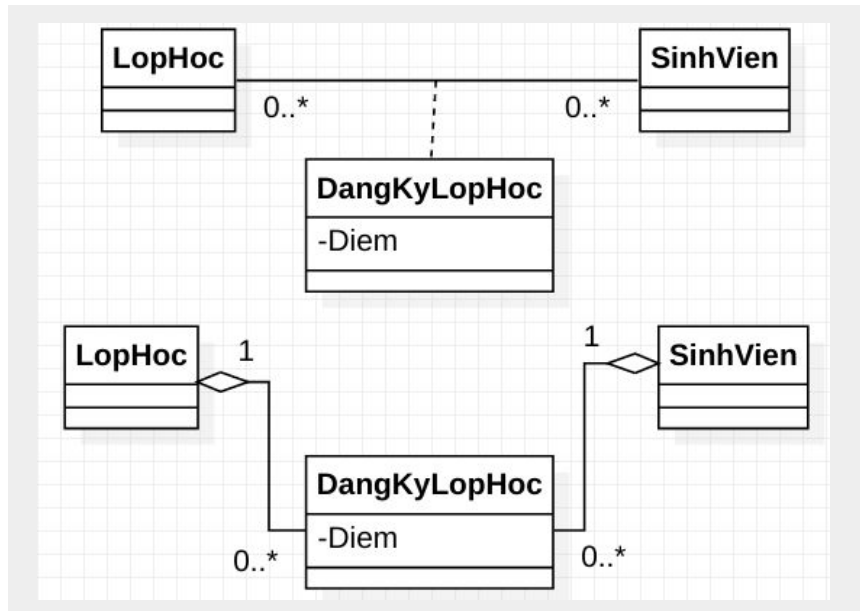 LopHoc
SinhVien
0..*
0..*
DangKyLopHoc
-Diem
LopHoc
1
1
SinhVien
DangKyLopHoc
-Diem
0..*
0..*